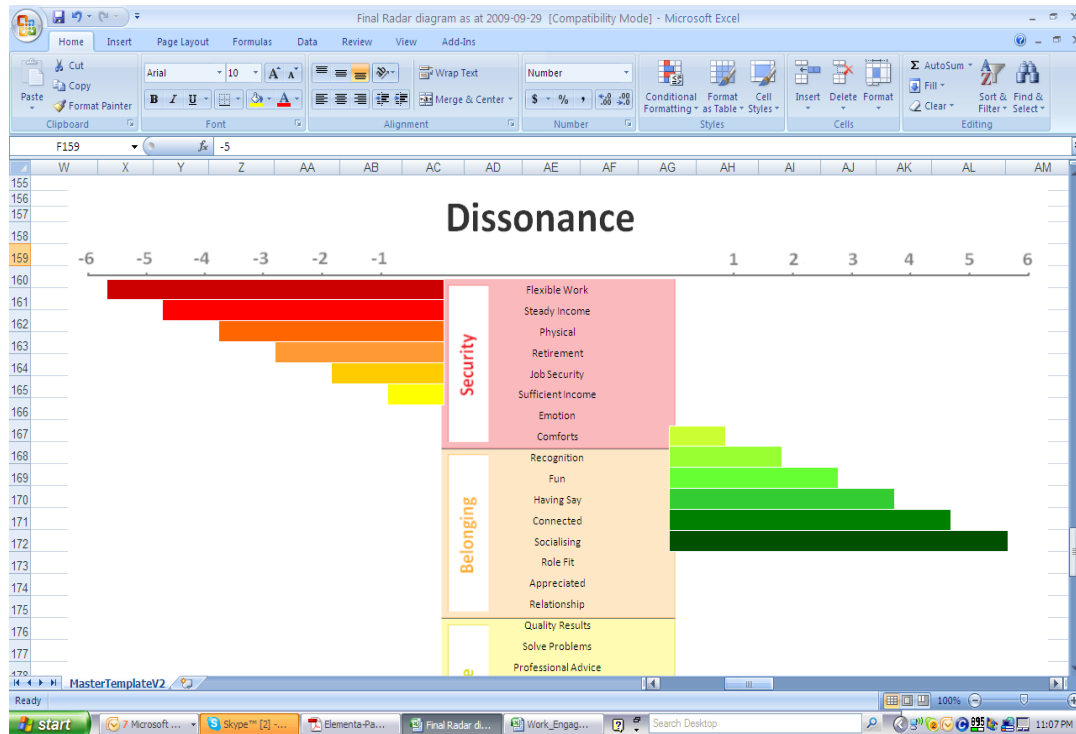 Final Radar diagram as at 2009-09-29 [Compatibility Mode] - Microsoft Excel
Home Insert Page Layout Formulas Data Review View Add-Ins
Cut
Copy
Format Painter
Paste
Clipboard
Arial 10
B I U
Font
Wrap Text
Merge & Center
Alignment
Number
$ % ,
Number
Conditional Formatting
Format as Table
Cell Styles
Styles
Insert Delete Format
Cells
Σ AutoSum
Fill
Clear
Sort & Filter
Find & Select
Editing
F159 fx -5
W X Y Z AA AB AC AD AE AF AG AH AI AJ AK AL AM
155
156
157
158
159
160
161
162
163
164
165
166
167
168
169
170
171
172
173
174
175
176
177
178
Dissonance
-6 -5 -4 -3 -2 -1 1 2 3 4 5 6
Security
Flexible Work
Steady Income
Physical
Retirement
Job Security
Sufficient Income
Emotion
Comforts
Belonging
Recognition
Fun
Having Say
Connected
Socialising
Role Fit
Appreciated
Relationship
Quality Results
Solve Problems
Professional Advice
MasterTemplateV2
Ready 100%
start 7 Microsoft ... Skype™ [2] -... Elementa-Pa... Final Radar di... Work_Engag... Search Desktop 895 11:07 PM